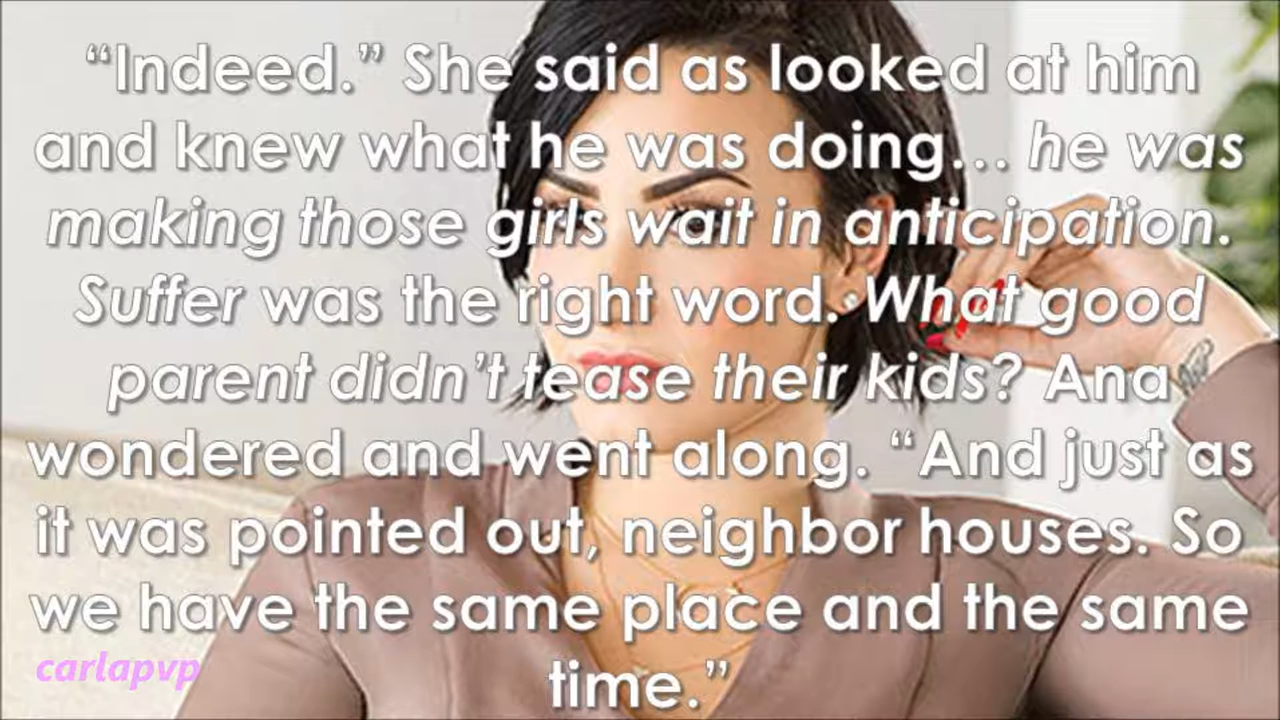 “Indeed.” She said as looked at him
and knew what he was doing… he was
making those girls wait in anticipation.
Suffer was the right word. What good
parent didn’t tease their kids? Ana
wondered and went along. “And just as
it was pointed out, neighbor houses. So
we have the same place and the same
time.”
carlapvp